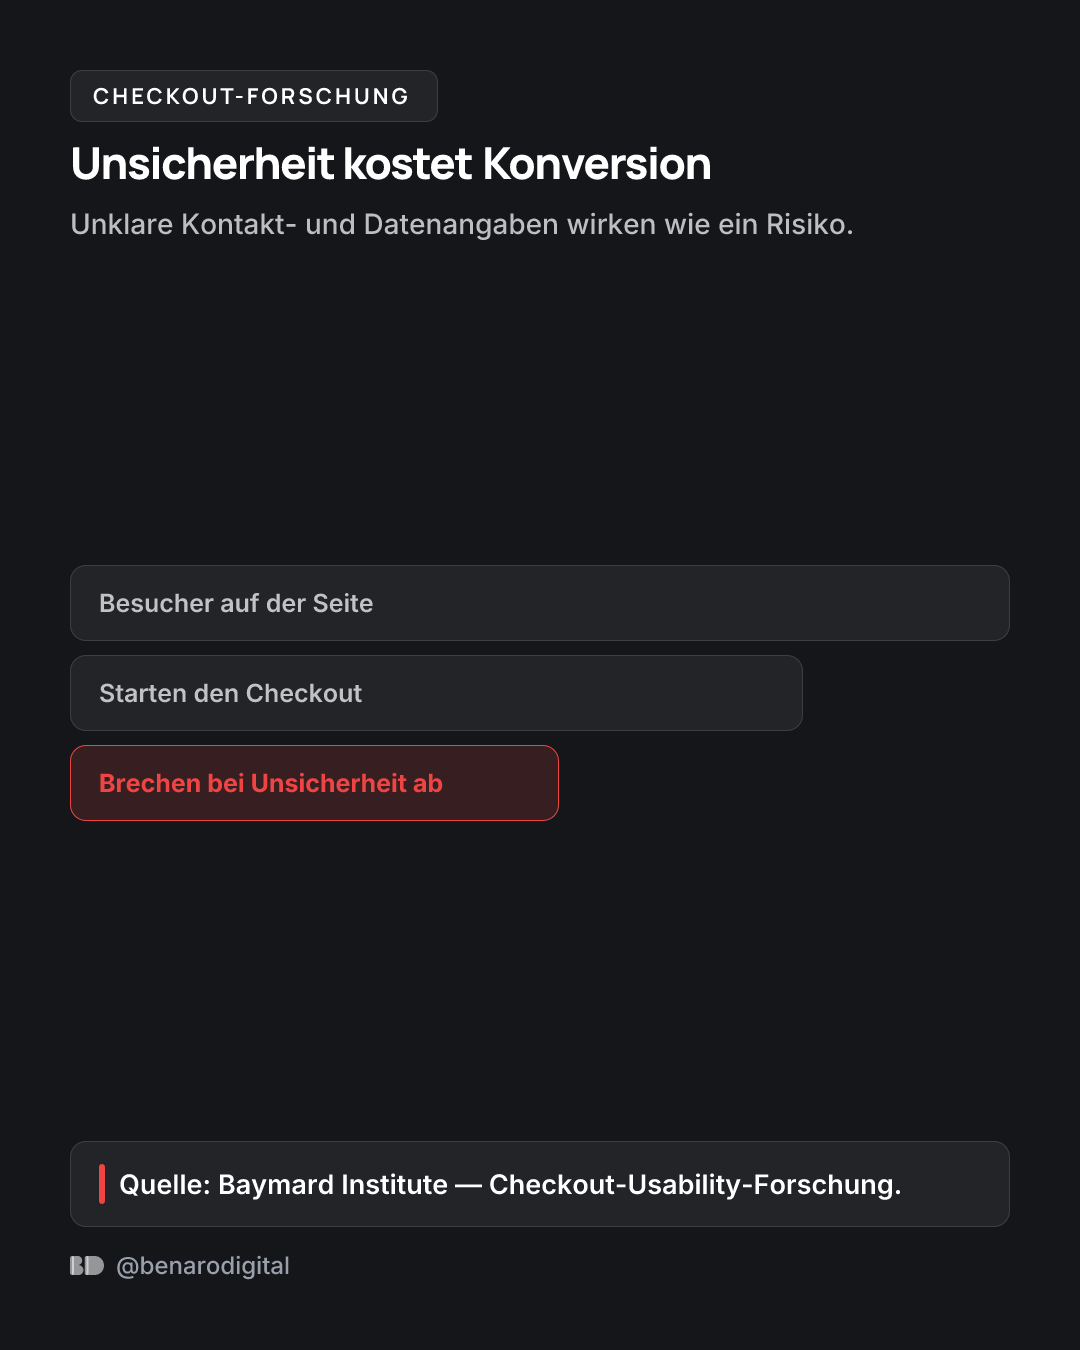 CHECKOUT-FORSCHUNG
Unsicherheit kostet Konversion
Unklare Kontakt- und Datenangaben wirken wie ein Risiko.
Besucher auf der Seite
Starten den Checkout
Brechen bei Unsicherheit ab
Quelle: Baymard Institute — Checkout-Usability-Forschung.
BD @benarodigital